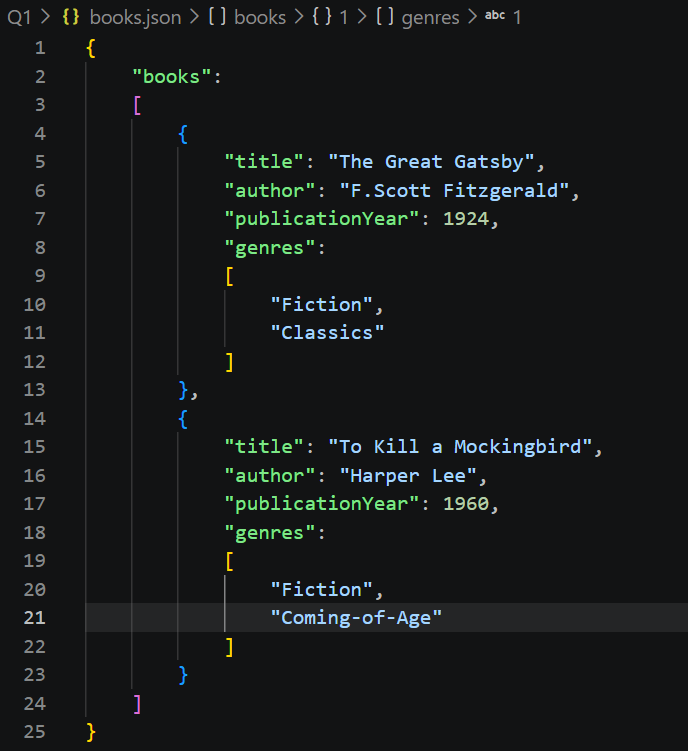 Q1 > {} books.json > [ ] books > { } 1 > [ ] genres > abc 1
1 {
2     "books":
3     [
4         {
5             "title": "The Great Gatsby",
6             "author": "F.Scott Fitzgerald",
7             "publicationYear": 1924,
8             "genres":
9             [
10                 "Fiction",
11                 "Classics"
12             ]
13         },
14         {
15             "title": "To Kill a Mockingbird",
16             "author": "Harper Lee",
17             "publicationYear": 1960,
18             "genres":
19             [
20                 "Fiction",
21                 "Coming-of-Age"
22             ]
23         }
24     ]
25 }